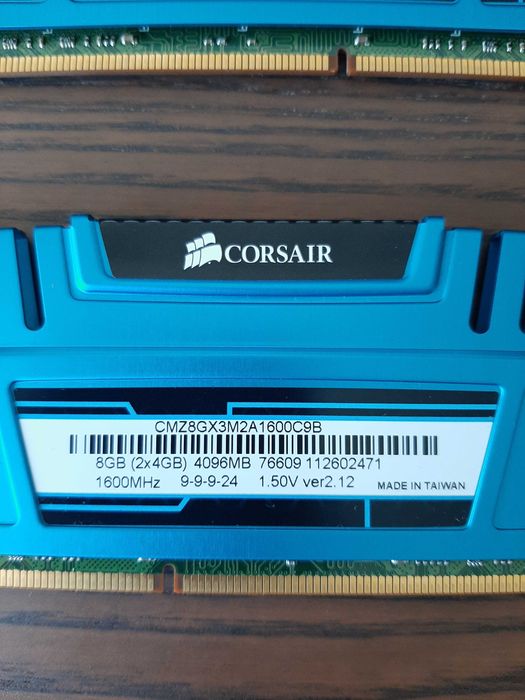 CORSAIR
CMZ8GX3M2A1600C9B
8GB (2x4GB) 4096MB 76609 112602471
1600MHz 9-9-9-24 1.50V ver2.12 MADE IN TAIWAN